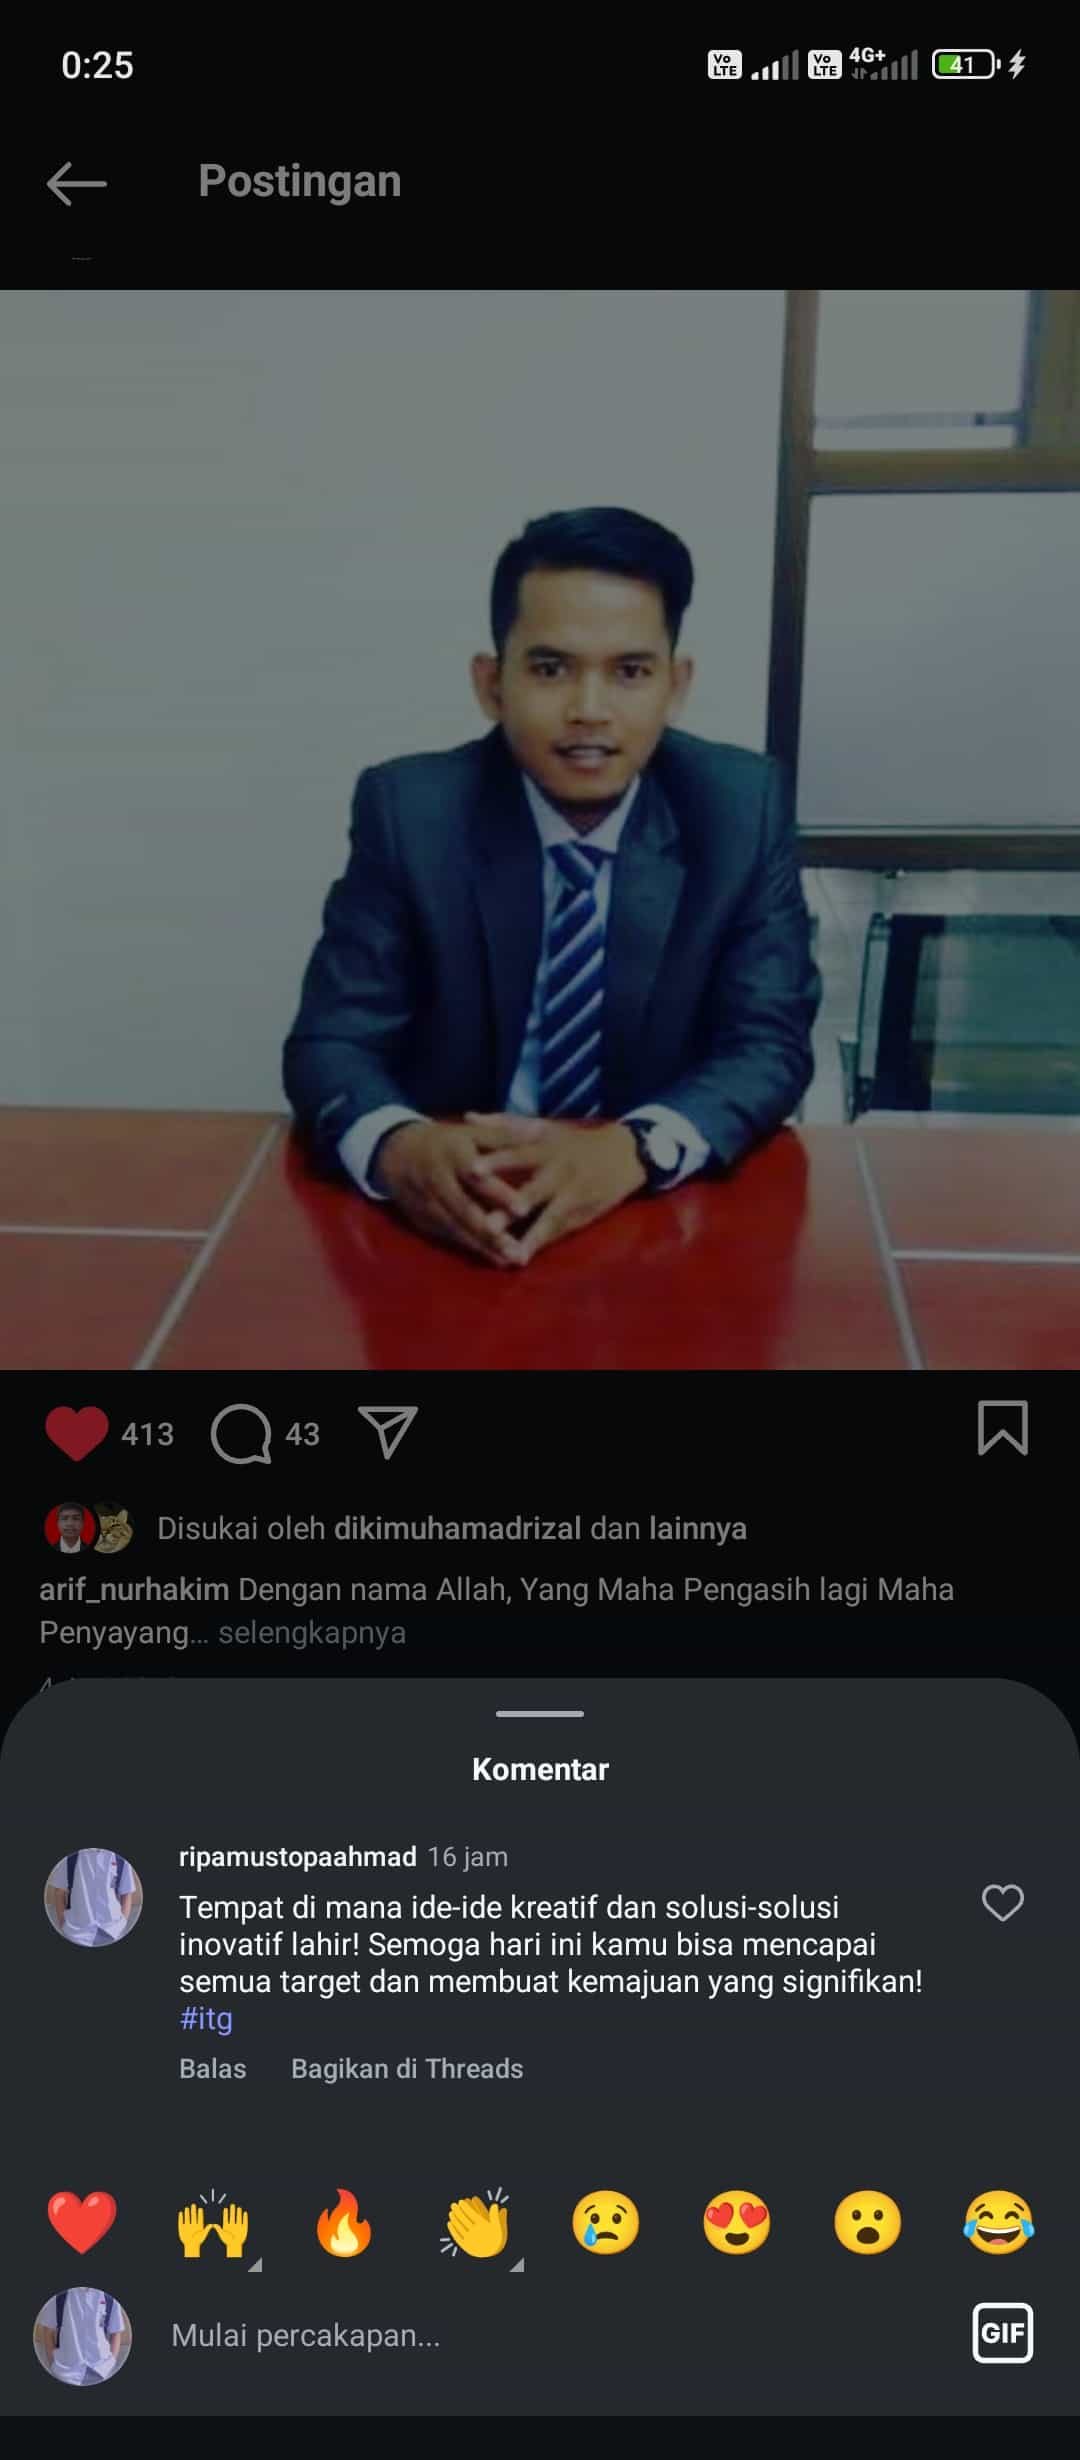 0:25
Vo LTE
Vo LTE
4G+
41
Postingan
413
43
Disukai oleh dikimuhamadrizal dan lainnya
arif_nurhakim Dengan nama Allah, Yang Maha Pengasih lagi Maha
Penyayang... selengkapnya
Komentar
ripamustopaahmad 16 jam
Tempat di mana ide-ide kreatif dan solusi-solusi
inovatif lahir! Semoga hari ini kamu bisa mencapai
semua target dan membuat kemajuan yang signifikan!
#itg
Balas Bagikan di Threads
Mulai percakapan...
GIF